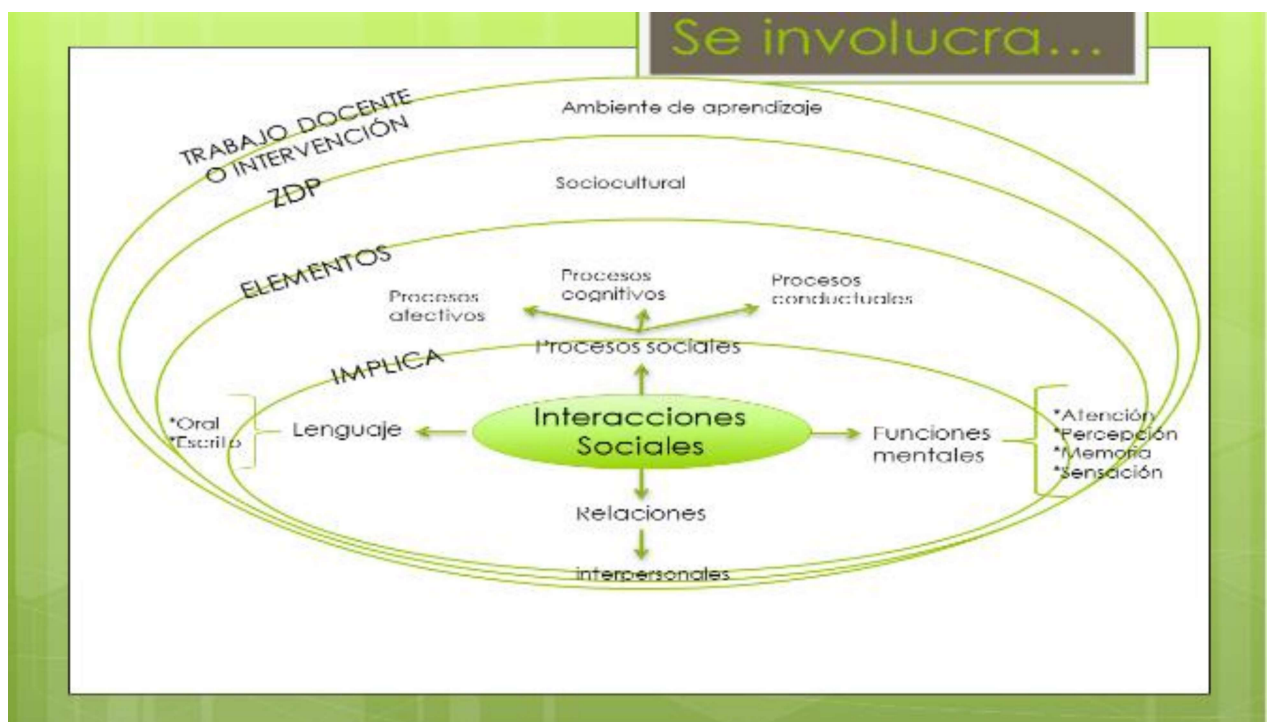 Se involucra...
TRABAJO DOCENTE
O INTERVENCIÓN
Ambiente de aprendizaje
ZDP
Sociocultural
ELEMENTOS
Procesos
afectivos
Procesos
cognitivos
Procesos
conductuales
IMPLICA
Procesos sociales
*Oral
*Escrito
Lenguaje
Interacciones
Sociales
Funciones
mentales
*Atención
*Percepción
*Memoria
*Sensación
Relaciones
interpersonales